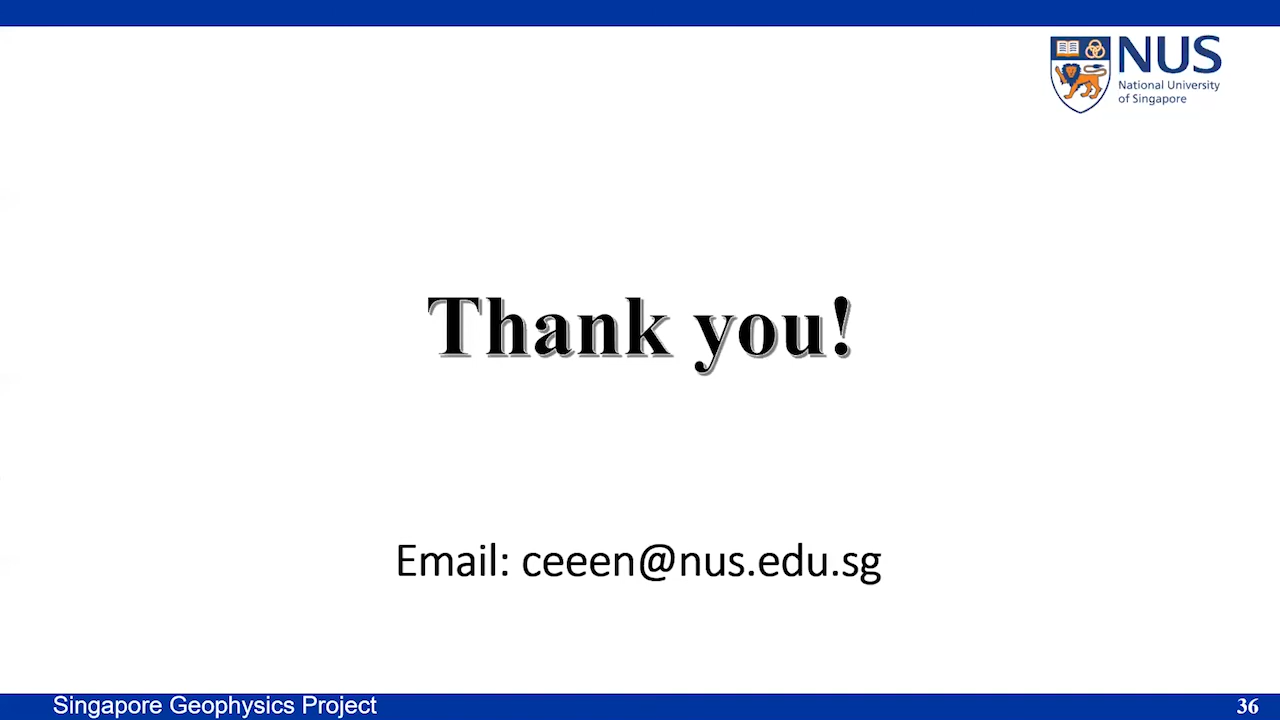 NUS
National University
of Singapore
Thank you!
Email: ceeen@nus.edu.sg
Singapore Geophysics Project
36